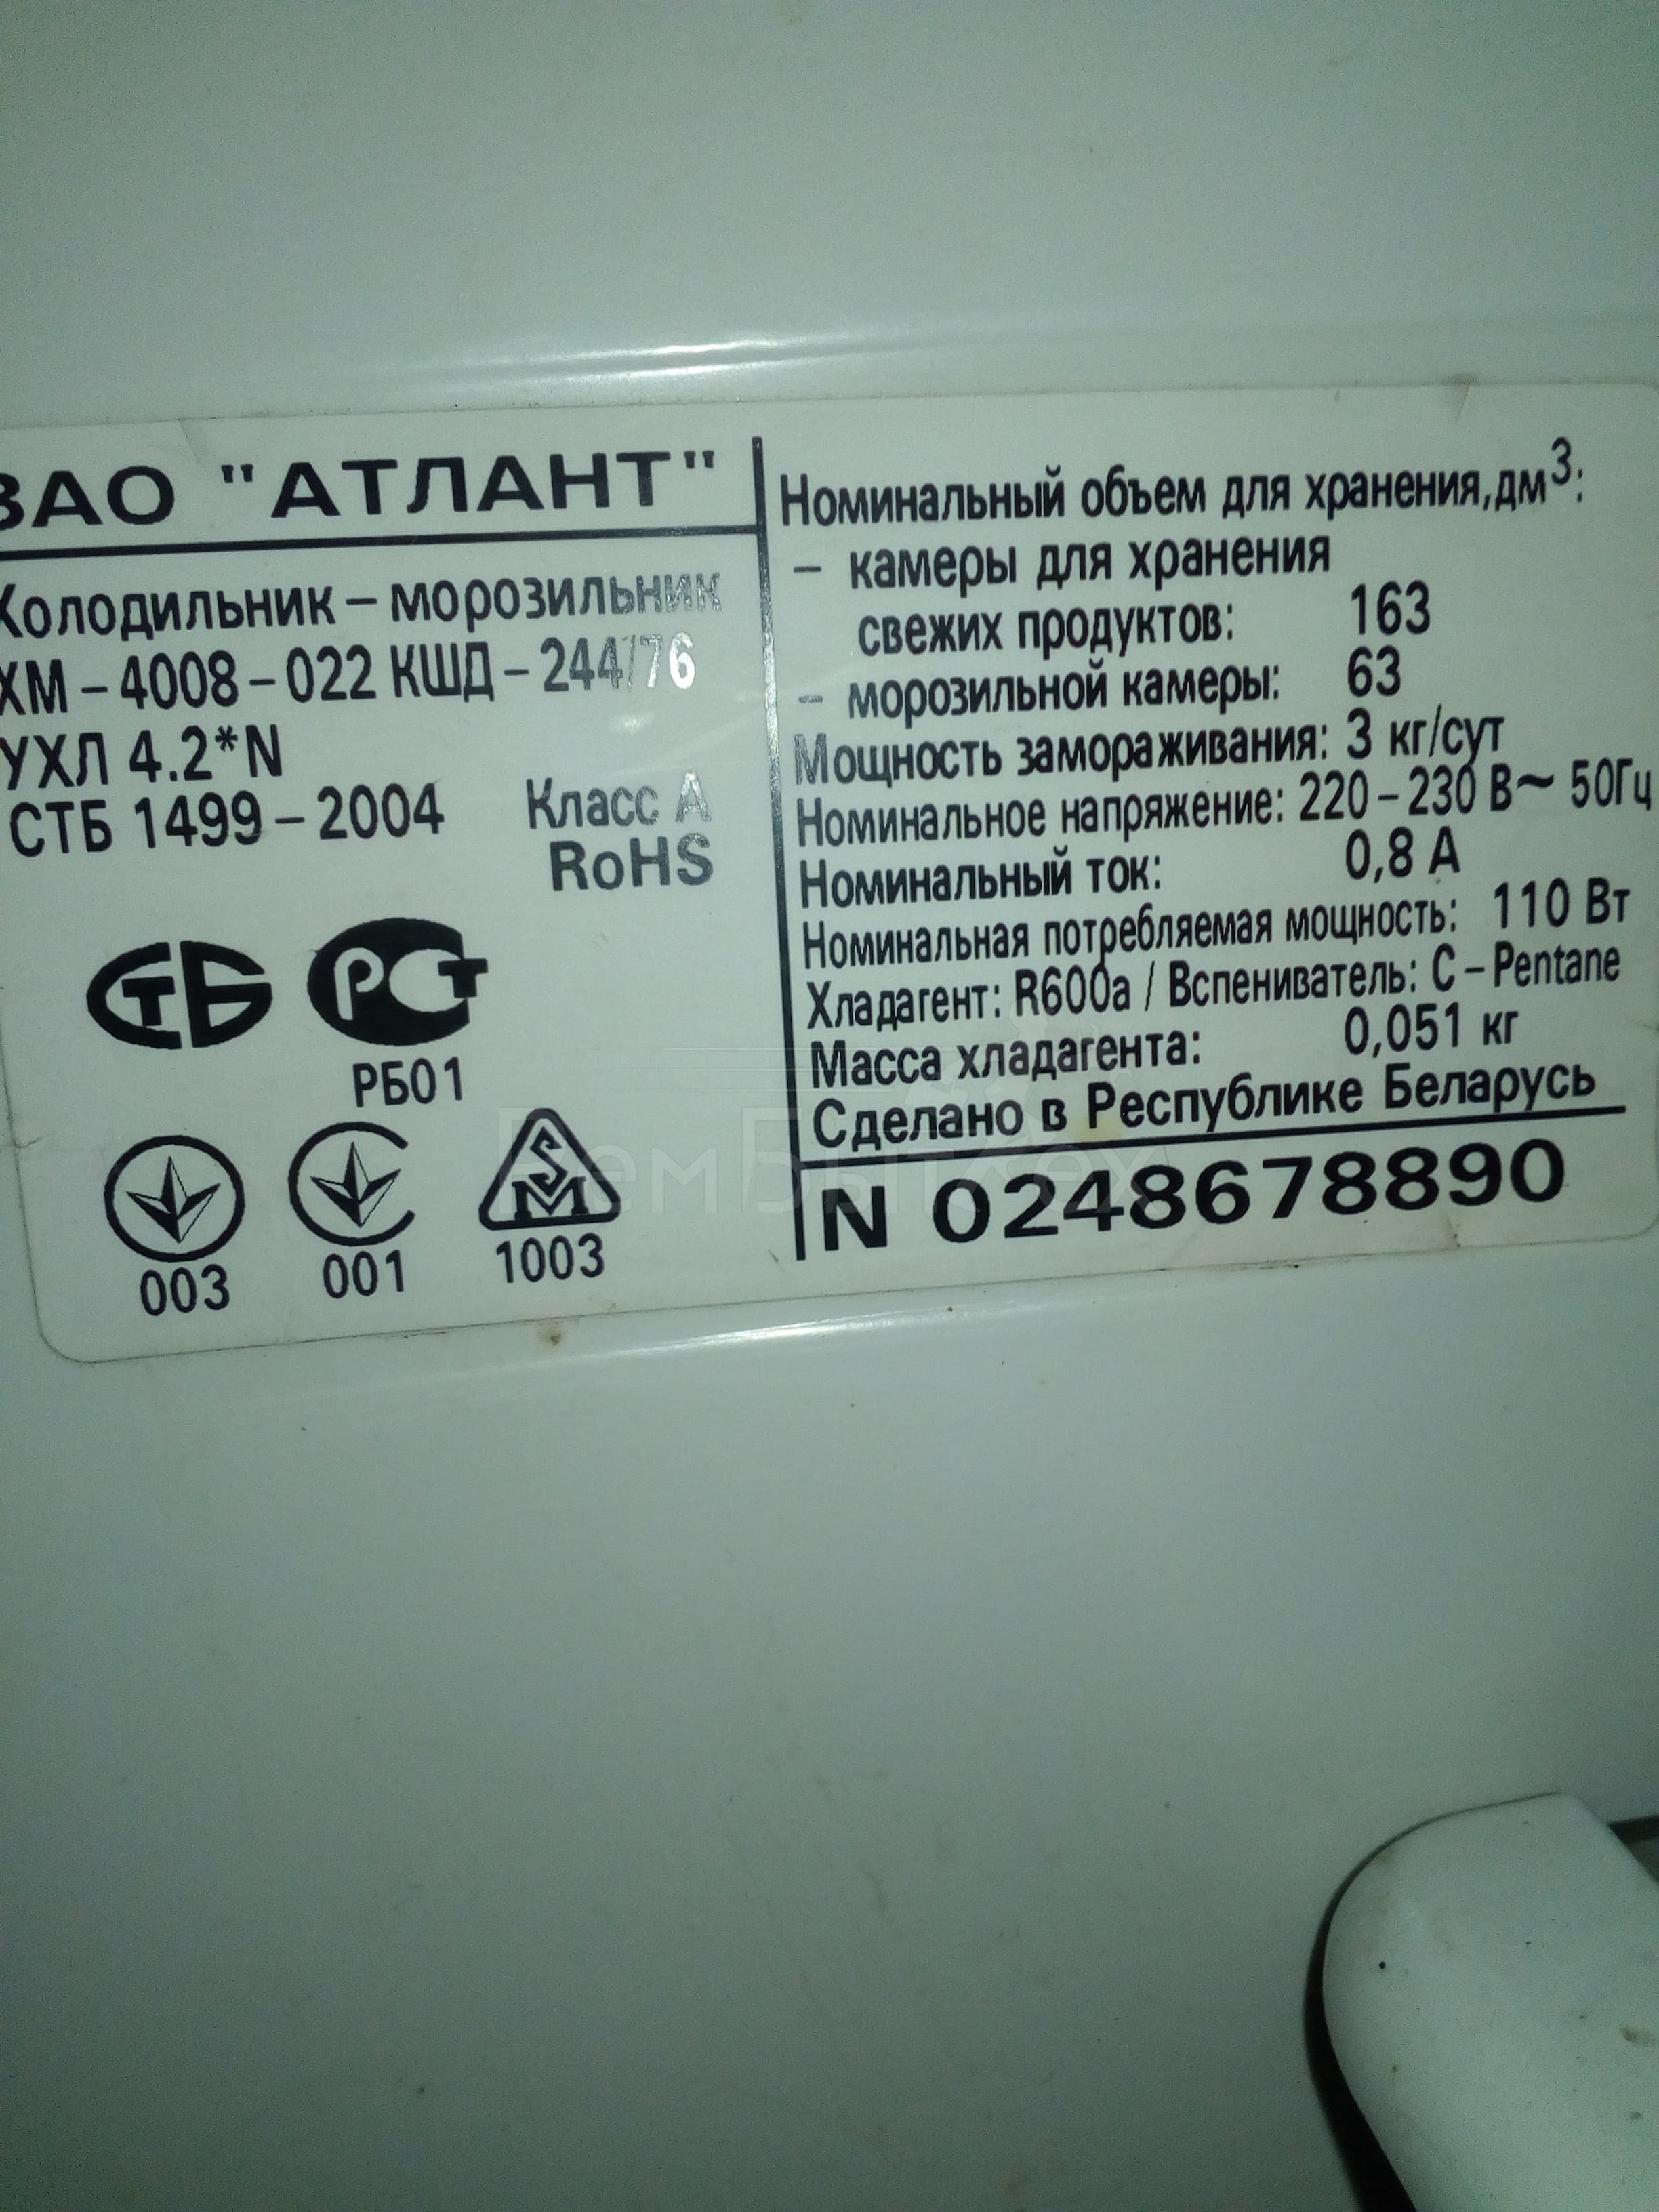 ЗАО "АТЛАНТ"
Холодильник – морозильник
ХМ – 4008 – 022 КШД – 244/76
УХЛ 4.2*N
СТБ 1499 – 2004 Класс А
RoHS
СТБ РСТ
РБ01
003 001 1003
Номинальный объем для хранения,дм³:
– камеры для хранения
свежих продуктов: 163
– морозильной камеры: 63
Мощность замораживания: 3 кг/сут
Номинальное напряжение: 220 – 230 В ~ 50Гц
Номинальный ток: 0,8 А
Номинальная потребляемая мощность: 110 Вт
Хладагент: R600a / Вспениватель: C – Pentane
Масса хладагента: 0,051 кг
Сделано в Республике Беларусь
N 0248678890
РемБытТех